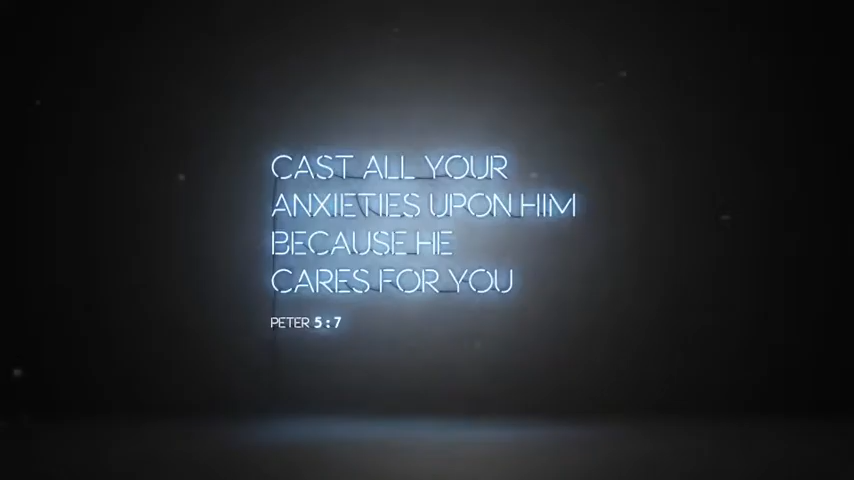 CAST ALL YOUR
ANXIETIES UPON HIM
BECAUSE HE
CARES FOR YOU
PETER 5:7